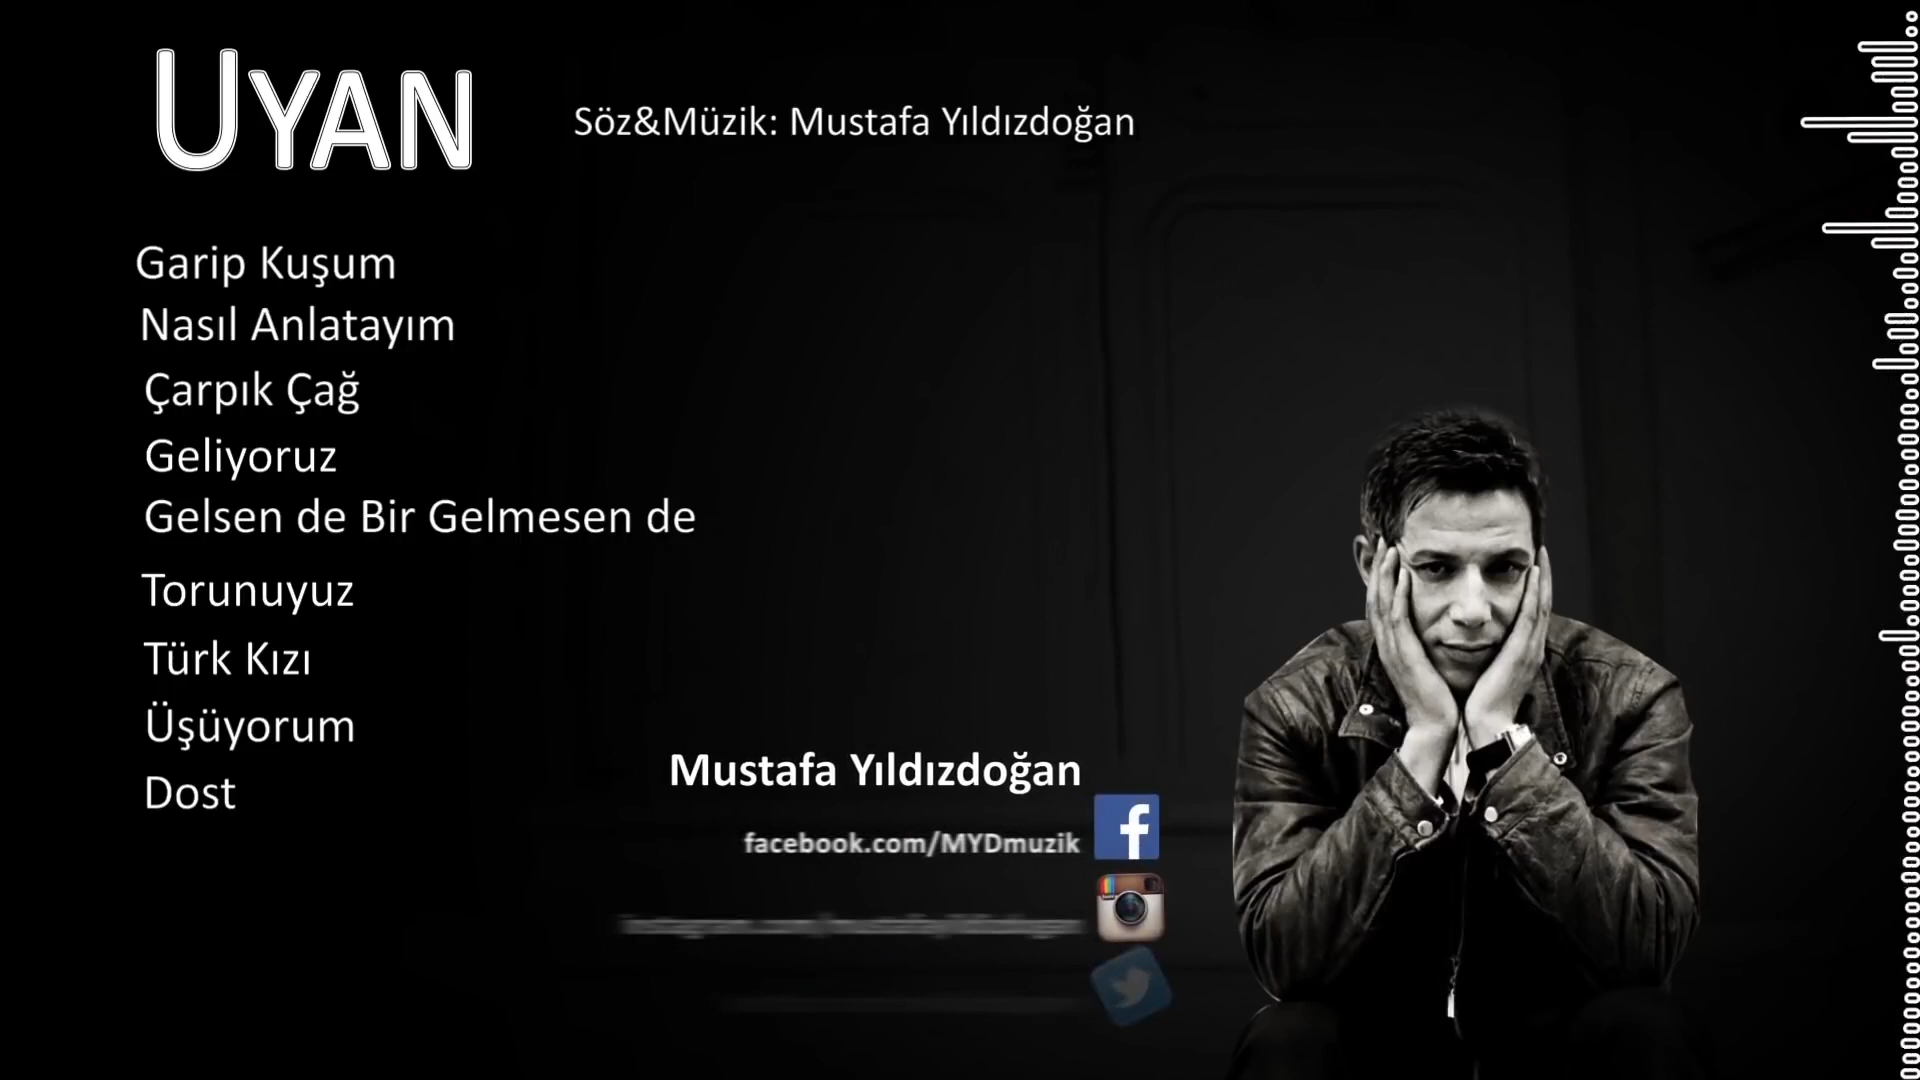 UYAN
Söz&Müzik: Mustafa Yıldızdoğan
Garip Kuşum
Nasıl Anlatayım
Çarpık Çağ
Geliyoruz
Gelsen de Bir Gelmesen de
Torunuyuz
Türk Kızı
Üşüyorum
Dost
Mustafa Yıldızdoğan
facebook.com/MYDmuzik